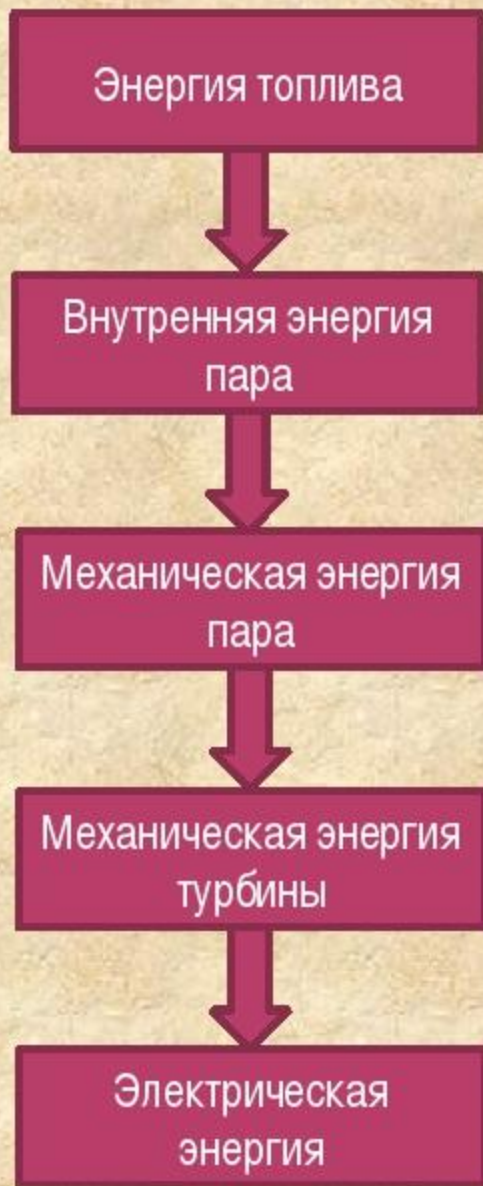 Энергия топлива
Внутренняя энергия
пара
Механическая энергия
пара
Механическая энергия
турбины
Электрическая
энергия